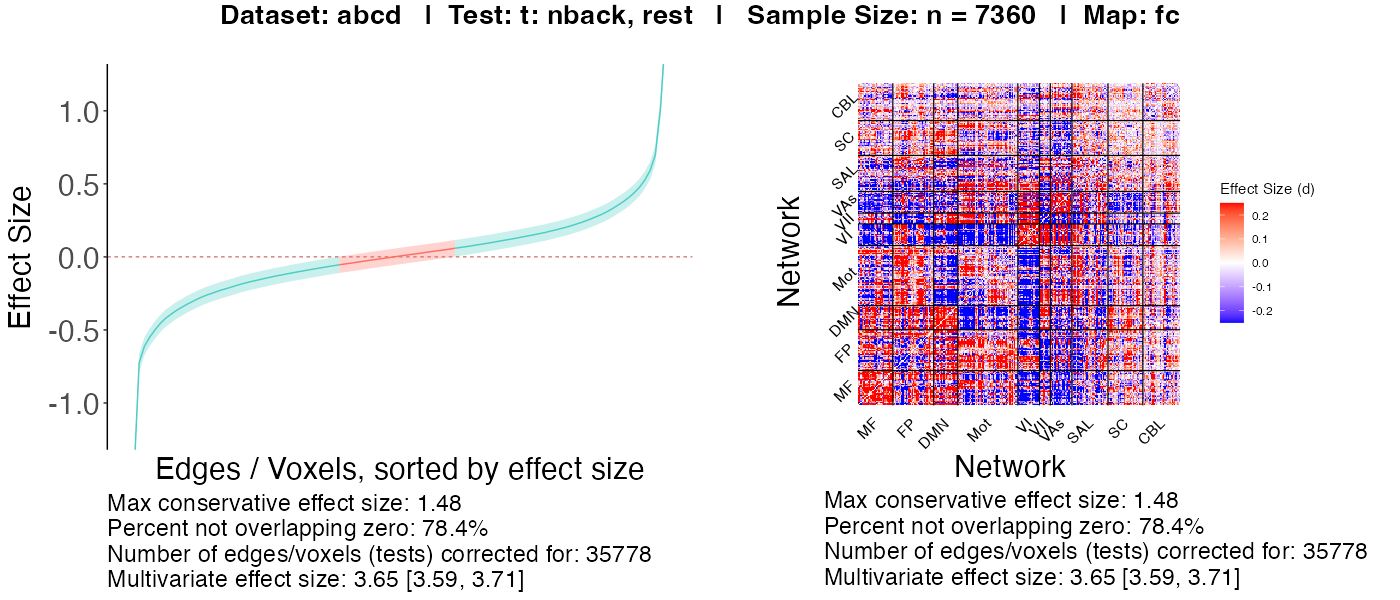 Dataset: abcd | Test: t: nback, rest | Sample Size: n = 7360 | Map: fc
Effect Size
1.0
0.5
0.0
-0.5
-1.0
Edges / Voxels, sorted by effect size
Max conservative effect size: 1.48
Percent not overlapping zero: 78.4%
Number of edges/voxels (tests) corrected for: 35778
Multivariate effect size: 3.65 [3.59, 3.71]
Network
CBL
SC
SAL
VAs
VII
VI
Mot
DMN
FP
MF
MF
FP
DMN
Mot
VI
VII
VAs
SAL
SC
CBL
Network
Effect Size (d)
0.2
0.1
0.0
-0.1
-0.2
Max conservative effect size: 1.48
Percent not overlapping zero: 78.4%
Number of edges/voxels (tests) corrected for: 35778
Multivariate effect size: 3.65 [3.59, 3.71]